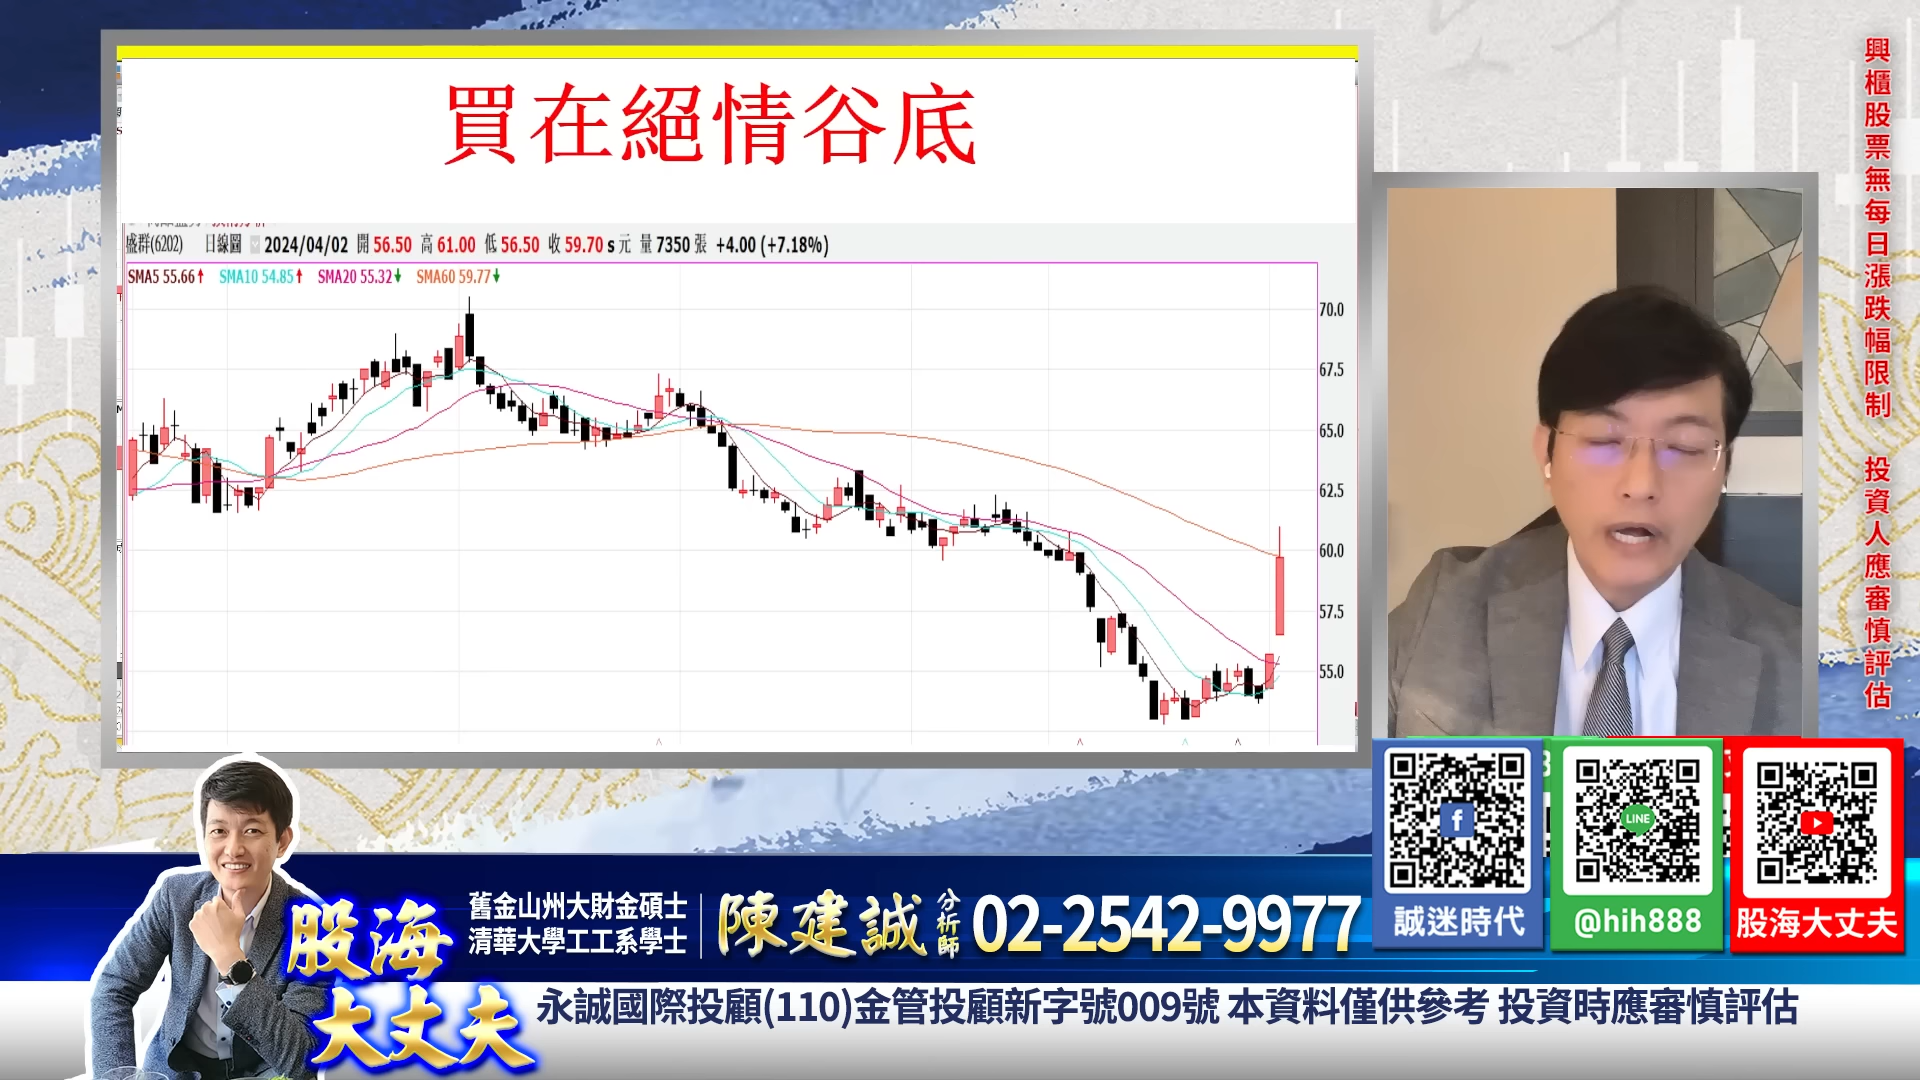 買在絕情谷底
盛群(6202) 日線圖 2024/04/02 開 56.50 高 61.00 低 56.50 收 59.70 s 元 量 7350 張 +4.00 (+7.18%)
SMA5 55.66 SMA10 54.85 SMA20 55.32 SMA60 59.77
70.0
67.5
65.0
62.5
60.0
57.5
55.0
興櫃股票無每日漲跌幅限制 投資人應審慎評估
股海
大丈夫
舊金山州大財金碩士
清華大學工工系學士
陳建誠
分析師
02-2542-9977
誠迷時代
LINE
@hih888
股海大丈夫
永誠國際投顧(110)金管投顧新字號009號 本資料僅供參考 投資時應審慎評估